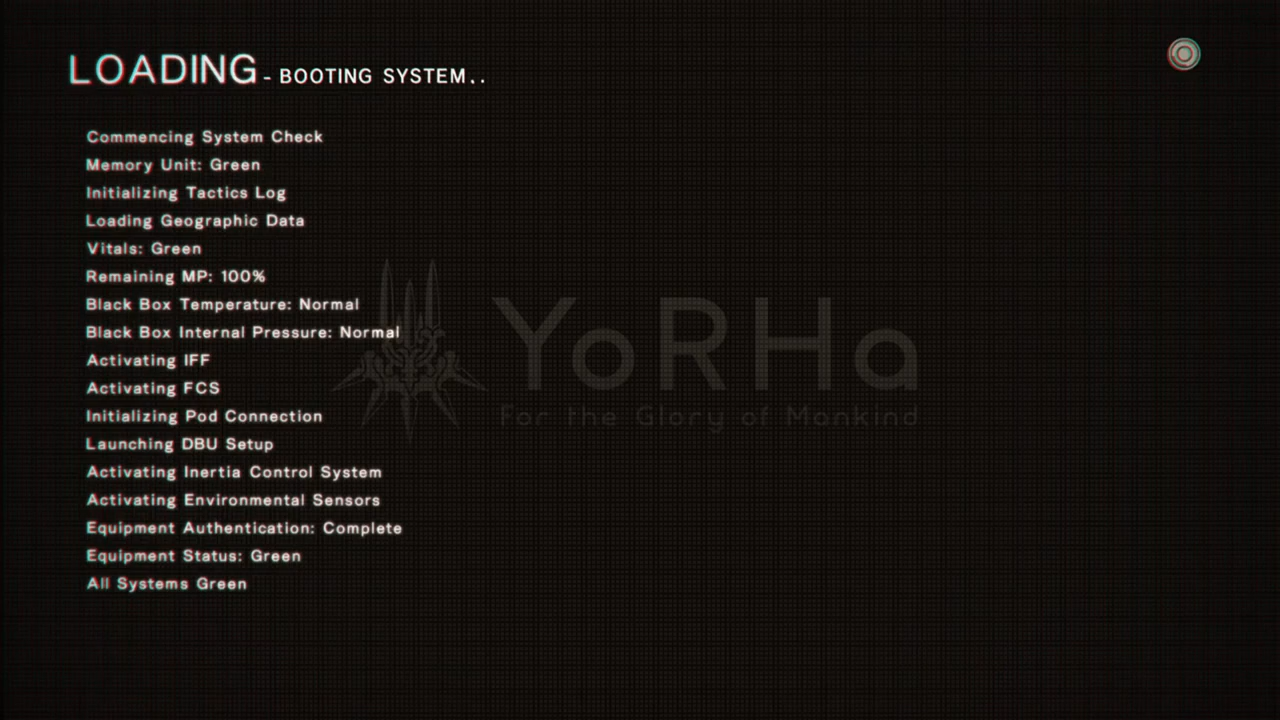 LOADING - BOOTING SYSTEM..
Commencing System Check
Memory Unit: Green
Initializing Tactics Log
Loading Geographic Data
Vitals: Green
Remaining MP: 100%
Black Box Temperature: Normal
Black Box Internal Pressure: Normal
Activating IFF
Activating FCS
Initializing Pod Connection
Launching DBU Setup
Activating Inertia Control System
Activating Environmental Sensors
Equipment Authentication: Complete
Equipment Status: Green
All Systems Green
YoRHa
For the Glory of Mankind